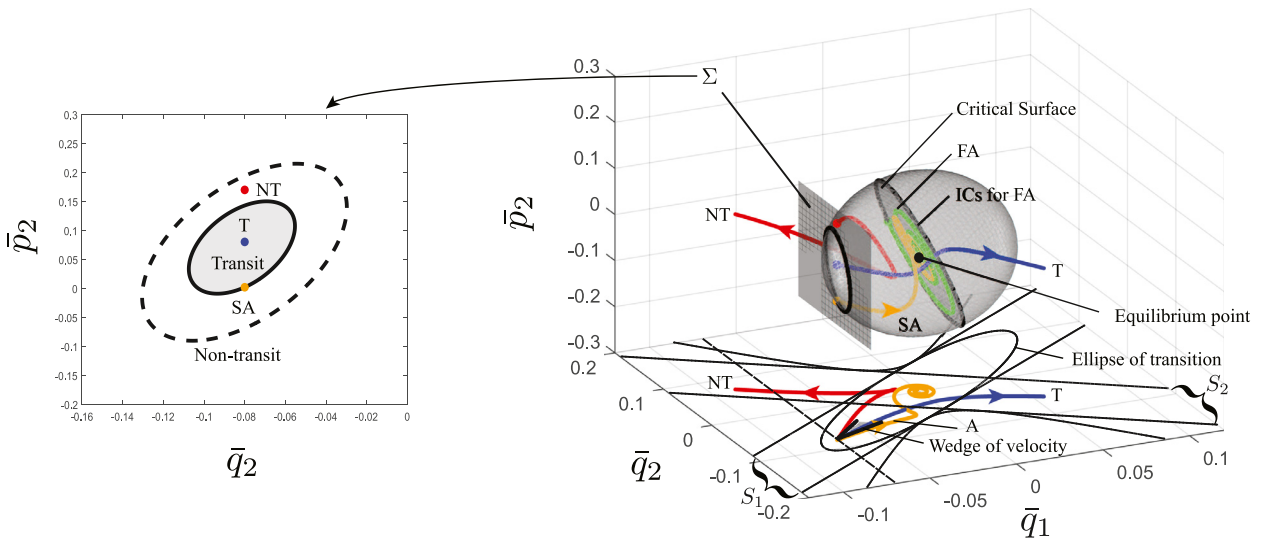 0,3
0,25
0,2
0,15
0,1
0,05
0
-0.05
-0.1
-0.15
-0.2
-0.16
-0.14
-0.12
-0.1
-0.08
-0.06
-0.04
-0.02
0
p̄₂
q̄₂
NT
T
Transit
SA
Non-transit
Σ
0.3
0.2
0.1
0
-0.1
-0.2
-0.3
p̄₂
Critical Surface
FA
ICs for FA
NT
T
SA
Equilibrium point
Ellipse of transition
0.2
0.1
0
-0.1
-0.2
q̄₂
NT
T
S₂
A
Wedge of velocity
S₁
-0.1
-0.05
0
0.05
0.1
q̄₁